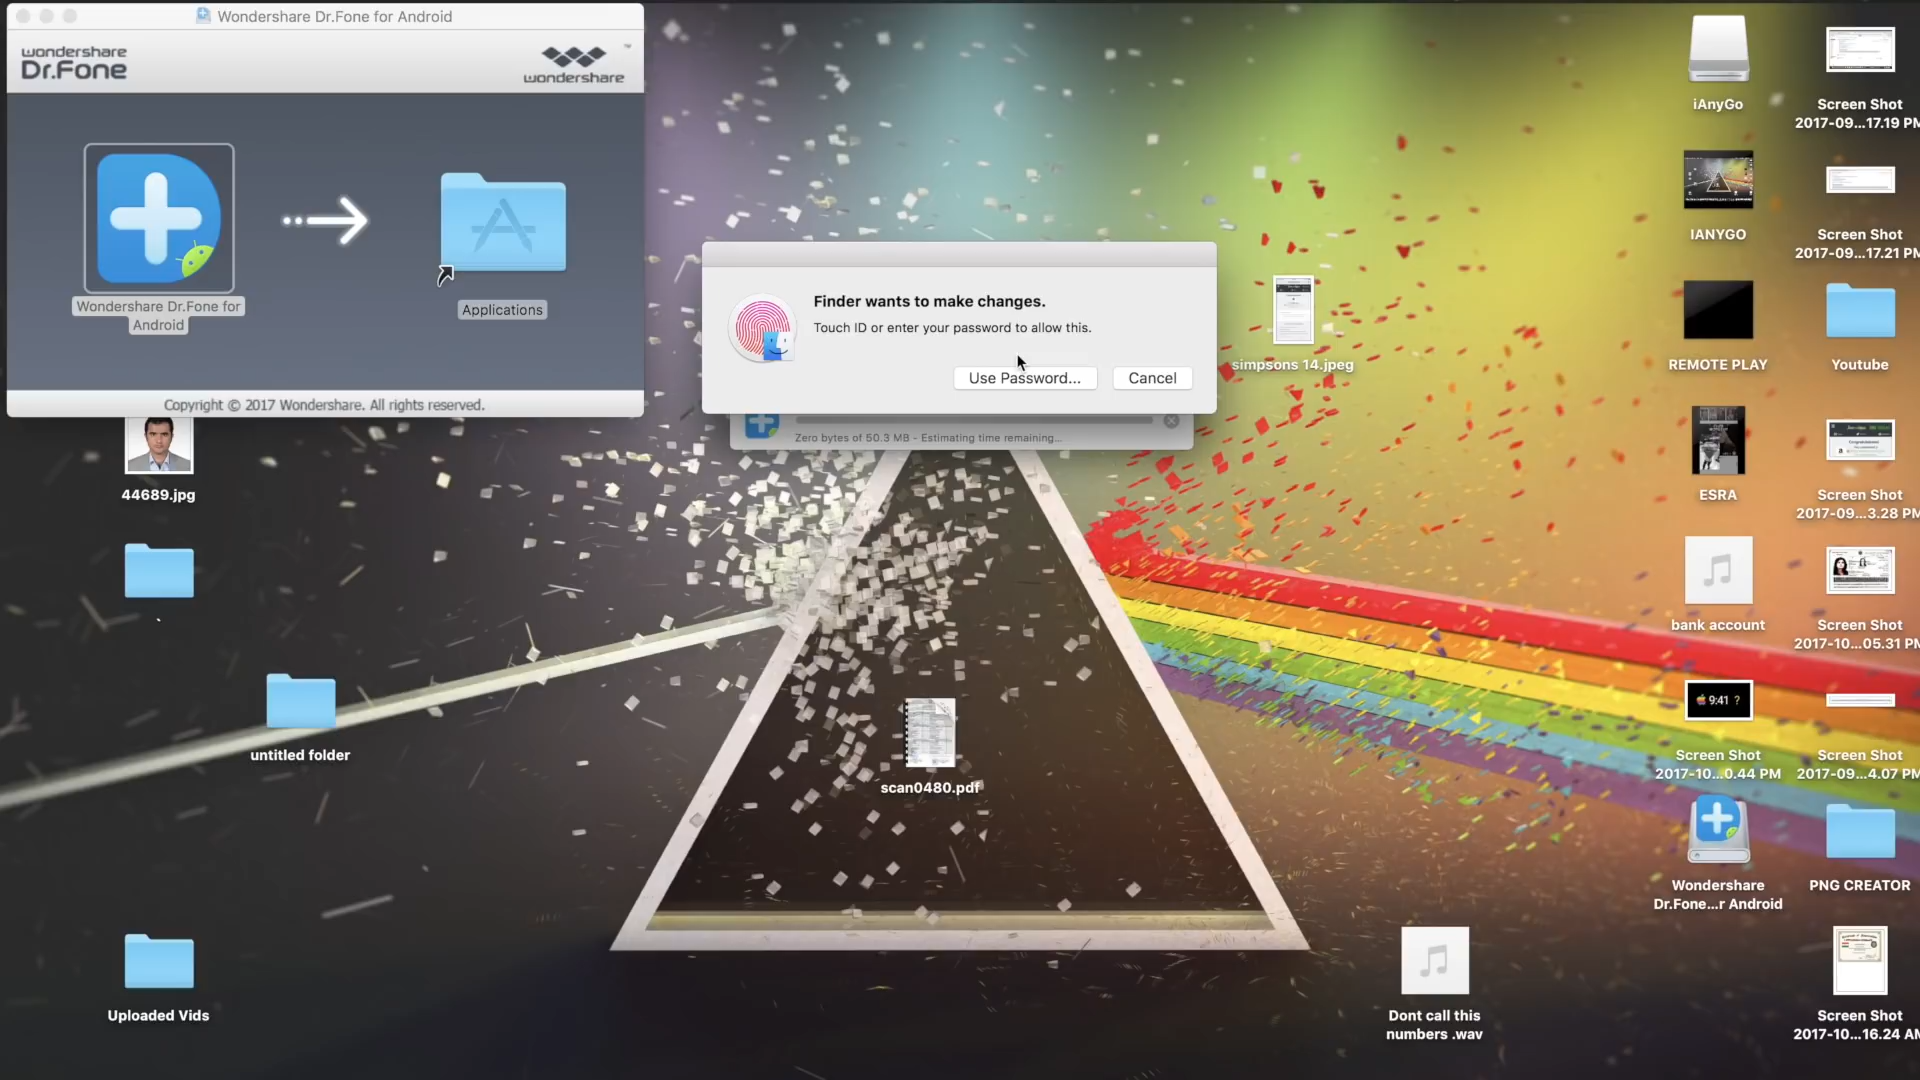 Wondershare Dr.Fone for Android
wondershare
Dr.Fone
wondershare
Wondershare Dr.Fone for
Android
Applications
Copyright © 2017 Wondershare. All rights reserved.
Finder wants to make changes.
Touch ID or enter your password to allow this.
Use Password...
Cancel
Zero bytes of 50.3 MB - Estimating time remaining...
44689.jpg
.
untitled folder
Uploaded Vids
scan0480.pdf
simpsons 14.jpeg
iAnyGo
IANYGO
REMOTE PLAY
ESRA
bank account
9:41 ?
Screen Shot
2017-10...0.44 PM
Wondershare
Dr.Fone...r Android
Dont call this
numbers .wav
Screen Shot
2017-09...17.19 PM
Screen Shot
2017-09...17.21 PM
Youtube
Screen Shot
2017-09...3.28 PM
Screen Shot
2017-10...05.31 PM
Screen Shot
2017-09...4.07 PM
PNG CREATOR
Screen Shot
2017-10...16.24 AM